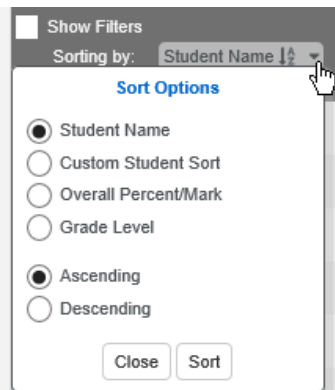 Show Filters
Sorting by: Student Name
Sort Options
Student Name
Custom Student Sort
Overall Percent/Mark
Grade Level
Ascending
Descending
Close Sort